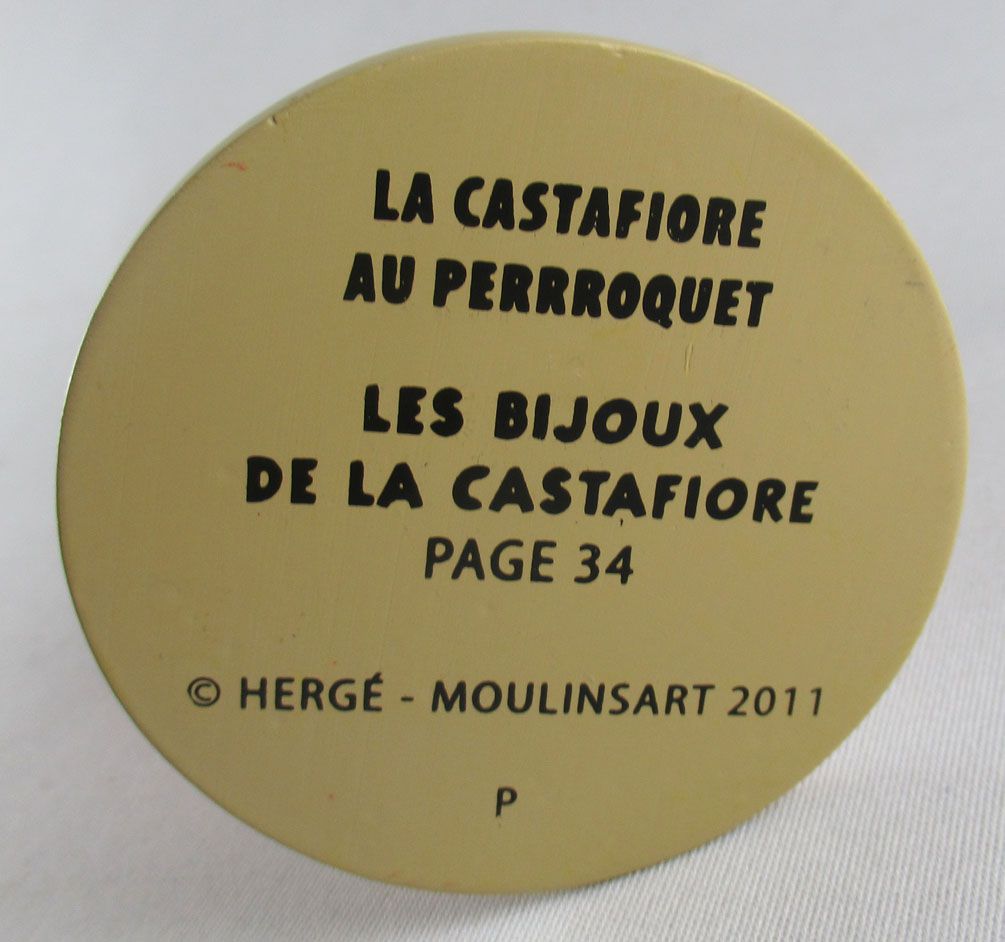 LA CASTAFIORE
AU PERRROQUET
LES BIJOUX
DE LA CASTAFIORE
PAGE 34
© HERGÉ - MOULINSART 2011
P